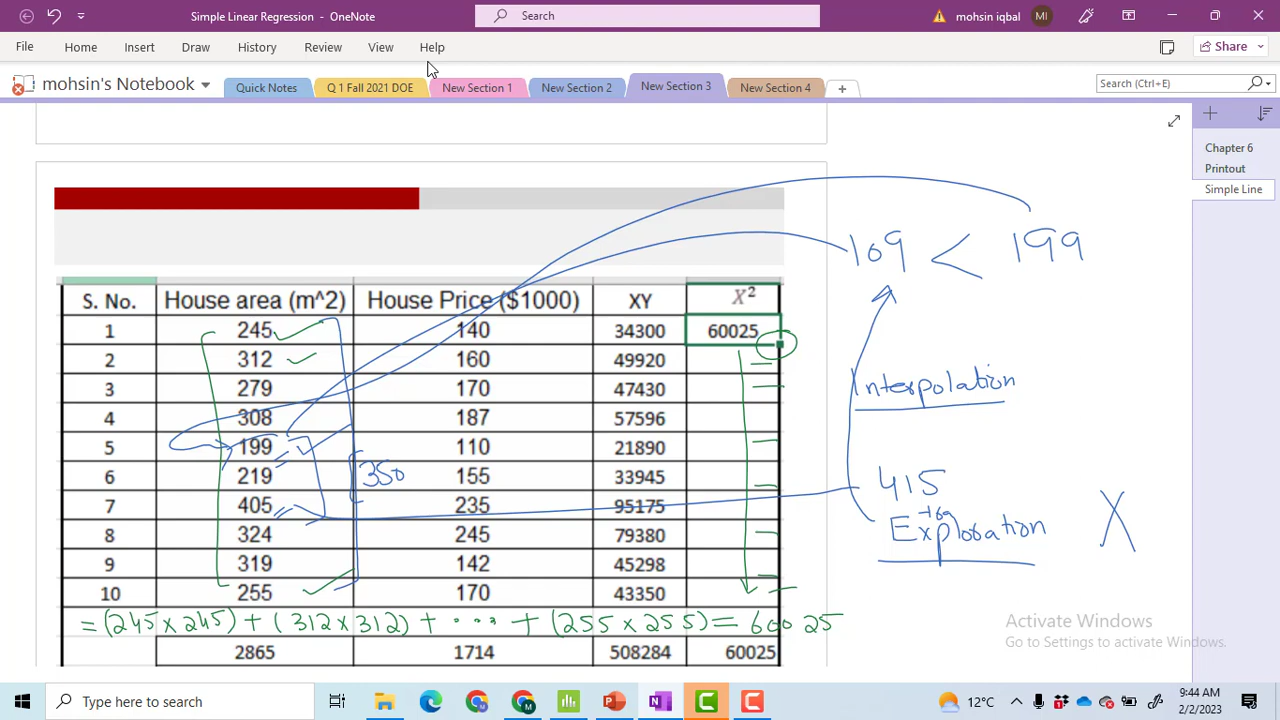 Simple Linear Regression - OneNote
Search
mohsin iqbal
MI
File
Home
Insert
Draw
History
Review
View
Help
Share
mohsin's Notebook
Quick Notes
Q 1 Fall 2021 DOE
New Section 1
New Section 2
New Section 3
New Section 4
Search (Ctrl+E)
Chapter 6
Printout
Simple Line
109 < 199
S. No. House area (m^2) House Price ($1000) XY X²
1 245 140 34300 60025
2 312 160 49920
3 279 170 47430
4 308 187 57596
5 199 110 21890
6 219 155 33945
7 405 235 95175
8 324 245 79380
9 319 142 45298
10 255 170 43350
350
Interpolation
415
X
= (245 x 245) + (312 x 312) + ... + (255 x 255) = 60025
2865 1714 508284 60025
Activate Windows
Go to Settings to activate Windows.
Type here to search
12°C
9:44 AM
2/2/2023